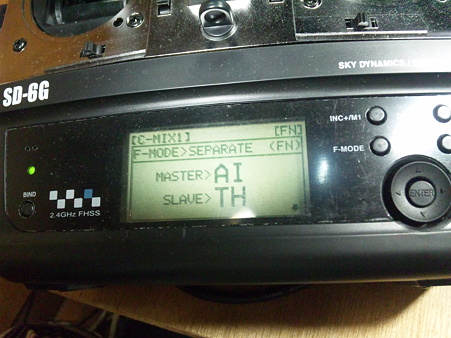 SKY DYNAMICS
SD-6G
[C-MIX1] [FN]
F-MODE>SEPARATE (FN)
MASTER>AI
SLAVE>TH
INC+/M1
F-MODE
ENTER
BIND
2.4GHz FHSS